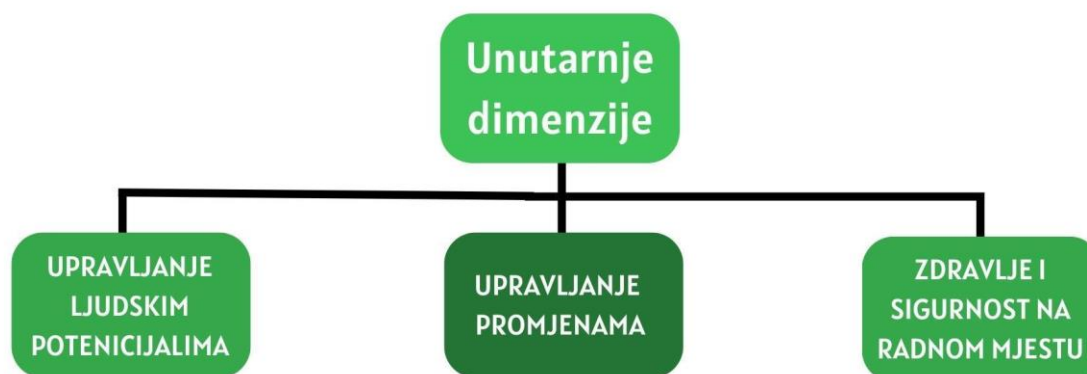 Unutarnje
dimenzije
UPRAVLJANJE
LJUDSKIM
POTENICIJALIMA
UPRAVLJANJE
PROMJENAMA
ZDRAVLJE I
SIGURNOST NA
RADNOM MJESTU